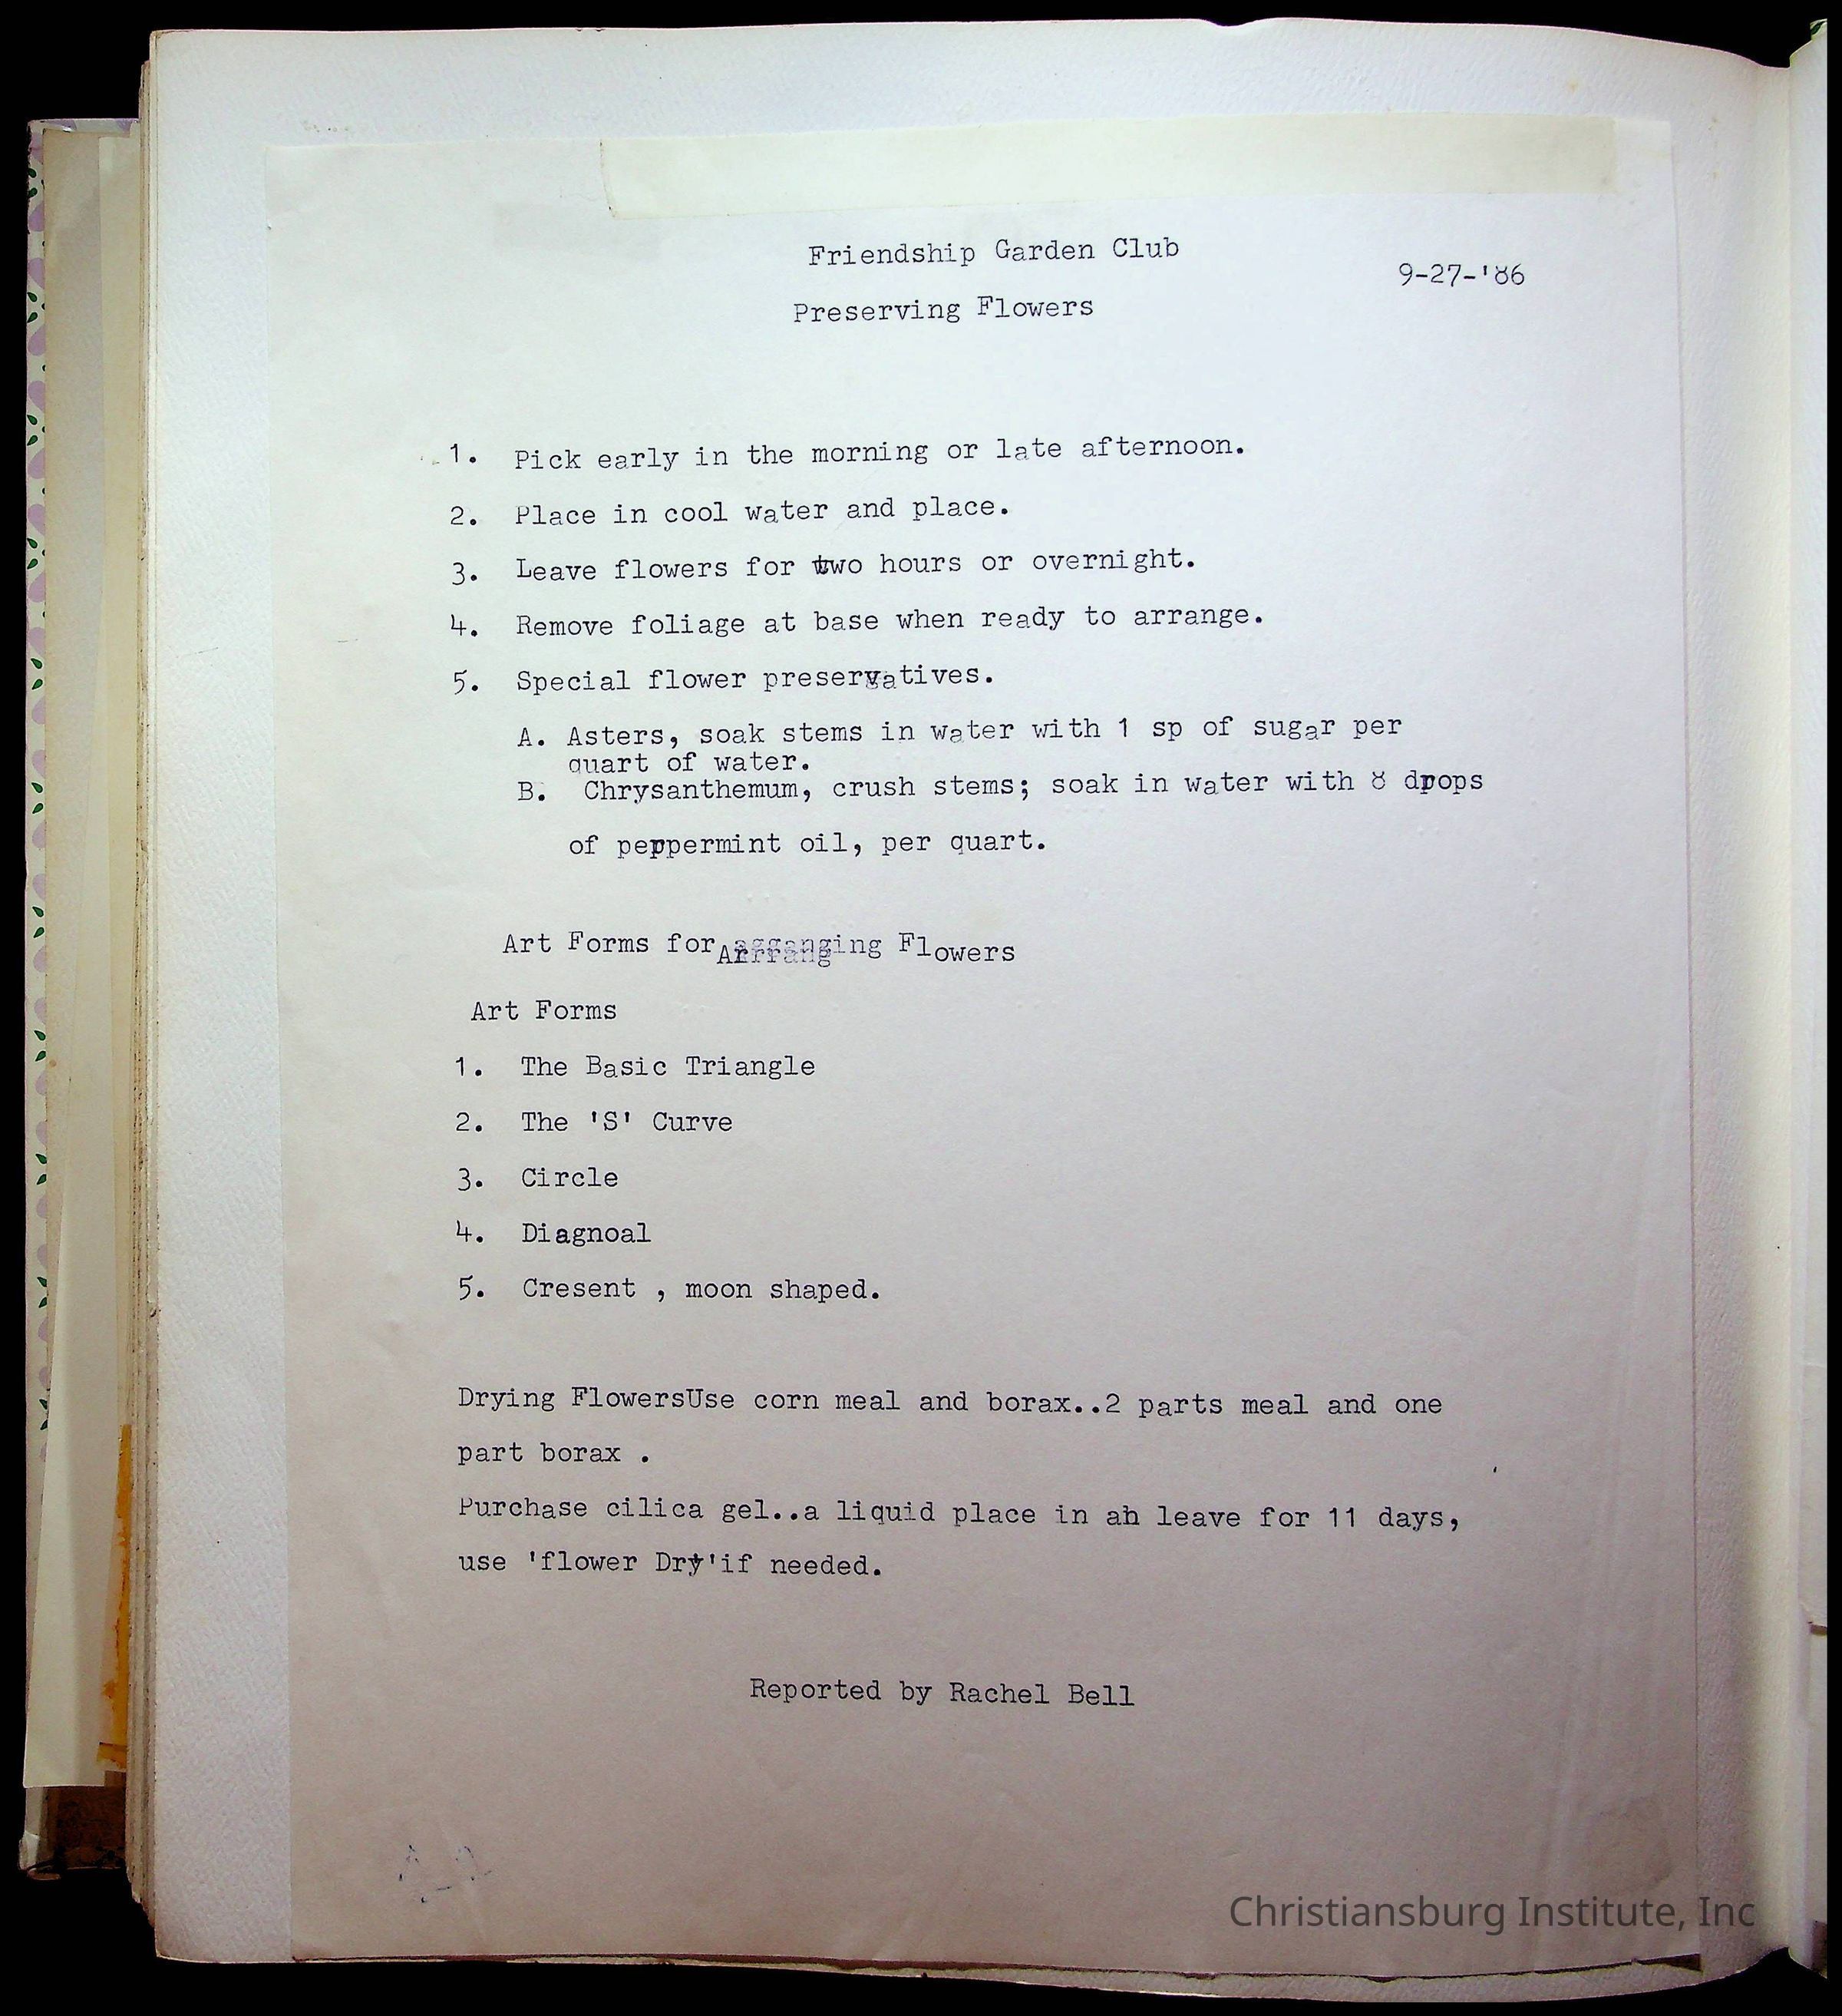 Friendship Garden Club
9-27-'86
Preserving Flowers
1. Pick early in the morning or late afternoon.
2. Place in cool water and place.
3. Leave flowers for two hours or overnight.
4. Remove foliage at base when ready to arrange.
5. Special flower preservatives.
A. Asters, soak stems in water with 1 sp of sugar per
quart of water.
B. Chrysanthemum, crush stems; soak in water with 8 drops
of peppermint oil, per quart.
Art Forms for Arranging Flowers
Art Forms
1. The Basic Triangle
2. The 'S' Curve
3. Circle
4. Diagnoal
5. Cresent , moon shaped.
Drying FlowersUse corn meal and borax..2 parts meal and one
part borax .
Purchase cilica gel..a liquid place in leave for 11 days,
use 'flower Dry'if needed.
Reported by Rachel Bell
Christiansburg Institute, Inc